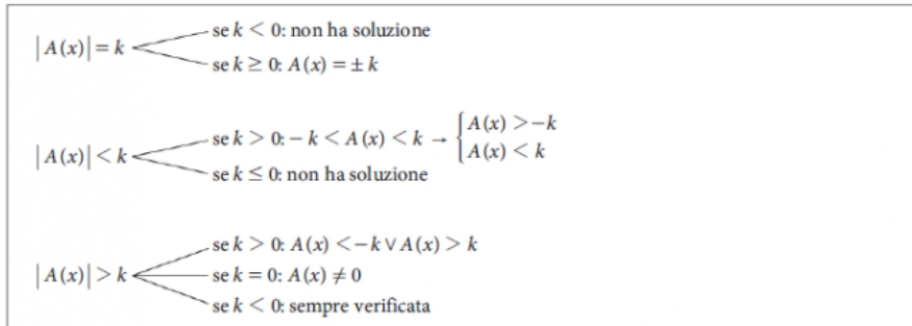 |A(x)| = k
se k < 0: non ha soluzione
se k ≥ 0: A(x) = ± k
|A(x)| < k
se k > 0: − k < A(x) < k → { A(x) > −k
A(x) < k
se k ≤ 0: non ha soluzione
|A(x)| > k
se k > 0: A(x) < −k ∨ A(x) > k
se k = 0: A(x) ≠ 0
se k < 0: sempre verificata